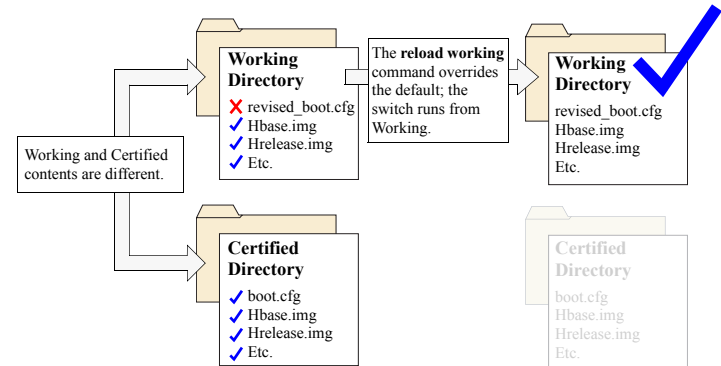 Working
Directory
revised_boot.cfg
Hbase.img
Hrelease.img
Etc.
The reload working
command overrides
the default; the
switch runs from
Working.
Working
Directory
revised_boot.cfg
Hbase.img
Hrelease.img
Etc.
Working and Certified
contents are different.
Certified
Directory
boot.cfg
Hbase.img
Hrelease.img
Etc.
Certified
Directory
boot.cfg
Hbase.img
Hrelease.img
Etc.